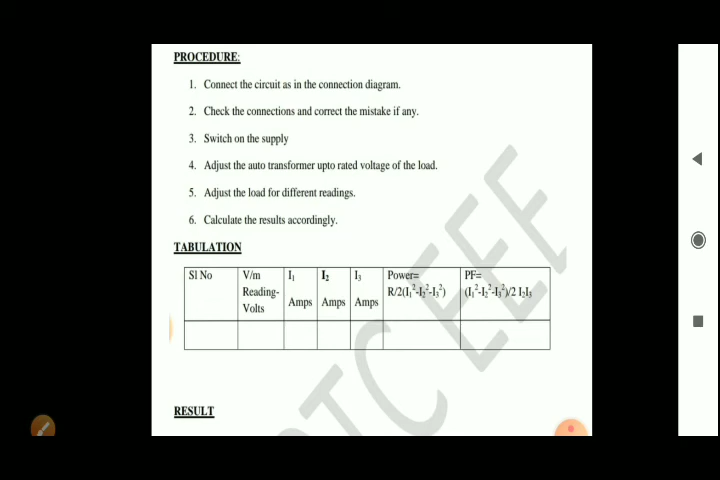 PROCEDURE:
1. Connect the circuit as in the connection diagram.
2. Check the connections and correct the mistake if any.
3. Switch on the supply
4. Adjust the auto transformer upto rated voltage of the load.
5. Adjust the load for different readings.
6. Calculate the results accordingly.
TABULATION
Sl No V/m Reading-Volts I₁ Amps I₂ Amps I₃ Amps Power= R/2(I₁²-I₂²-I₃²) PF= (I₁²-I₂²-I₃²)/2 I₂I₃
RESULT
PTC EEE